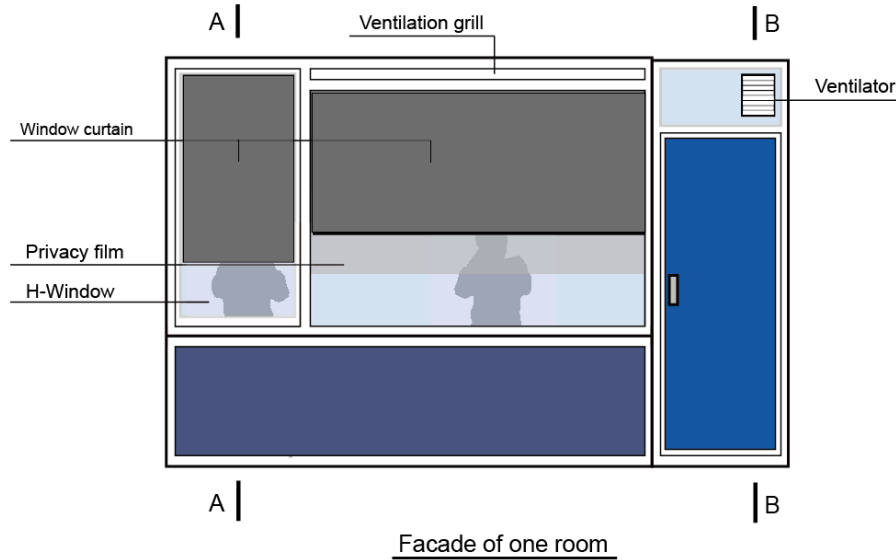 A
B
Ventilation grill
Ventilator
Window curtain
Privacy film
H-Window
A
B
Facade of one room